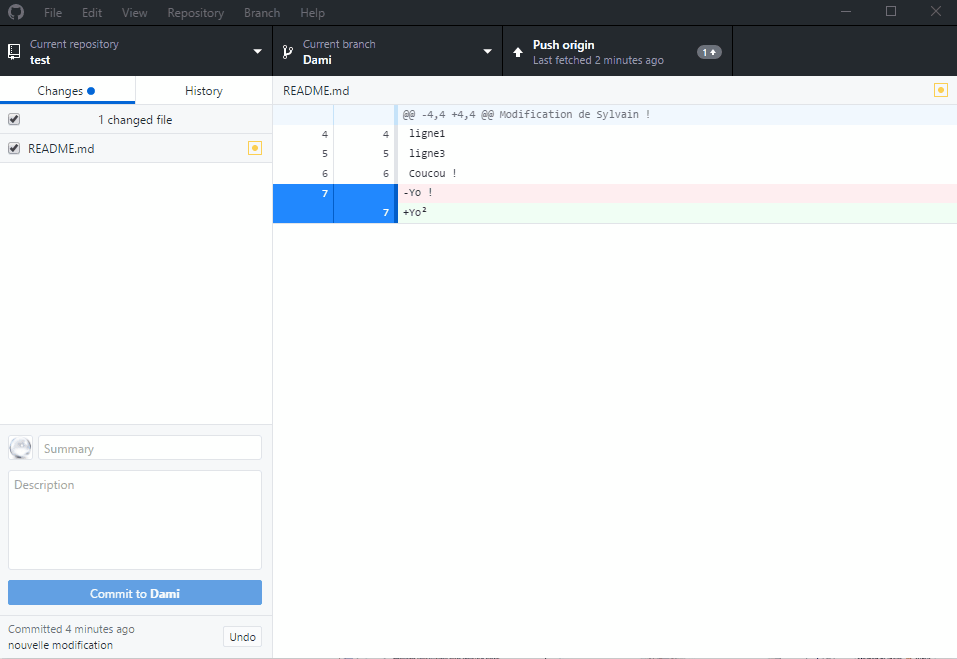 File Edit View Repository Branch Help
Current repository
test
Current branch
Dami
Push origin
Last fetched 2 minutes ago
1
Changes
History
README.md
1 changed file
README.md
@@ -4,4 +4,4 @@ Modification de Sylvain !
4 4 ligne1
5 5 ligne3
6 6 Coucou !
7 -Yo !
7 +Yo²
Summary
Description
Commit to Dami
Committed 4 minutes ago
nouvelle modification
Undo